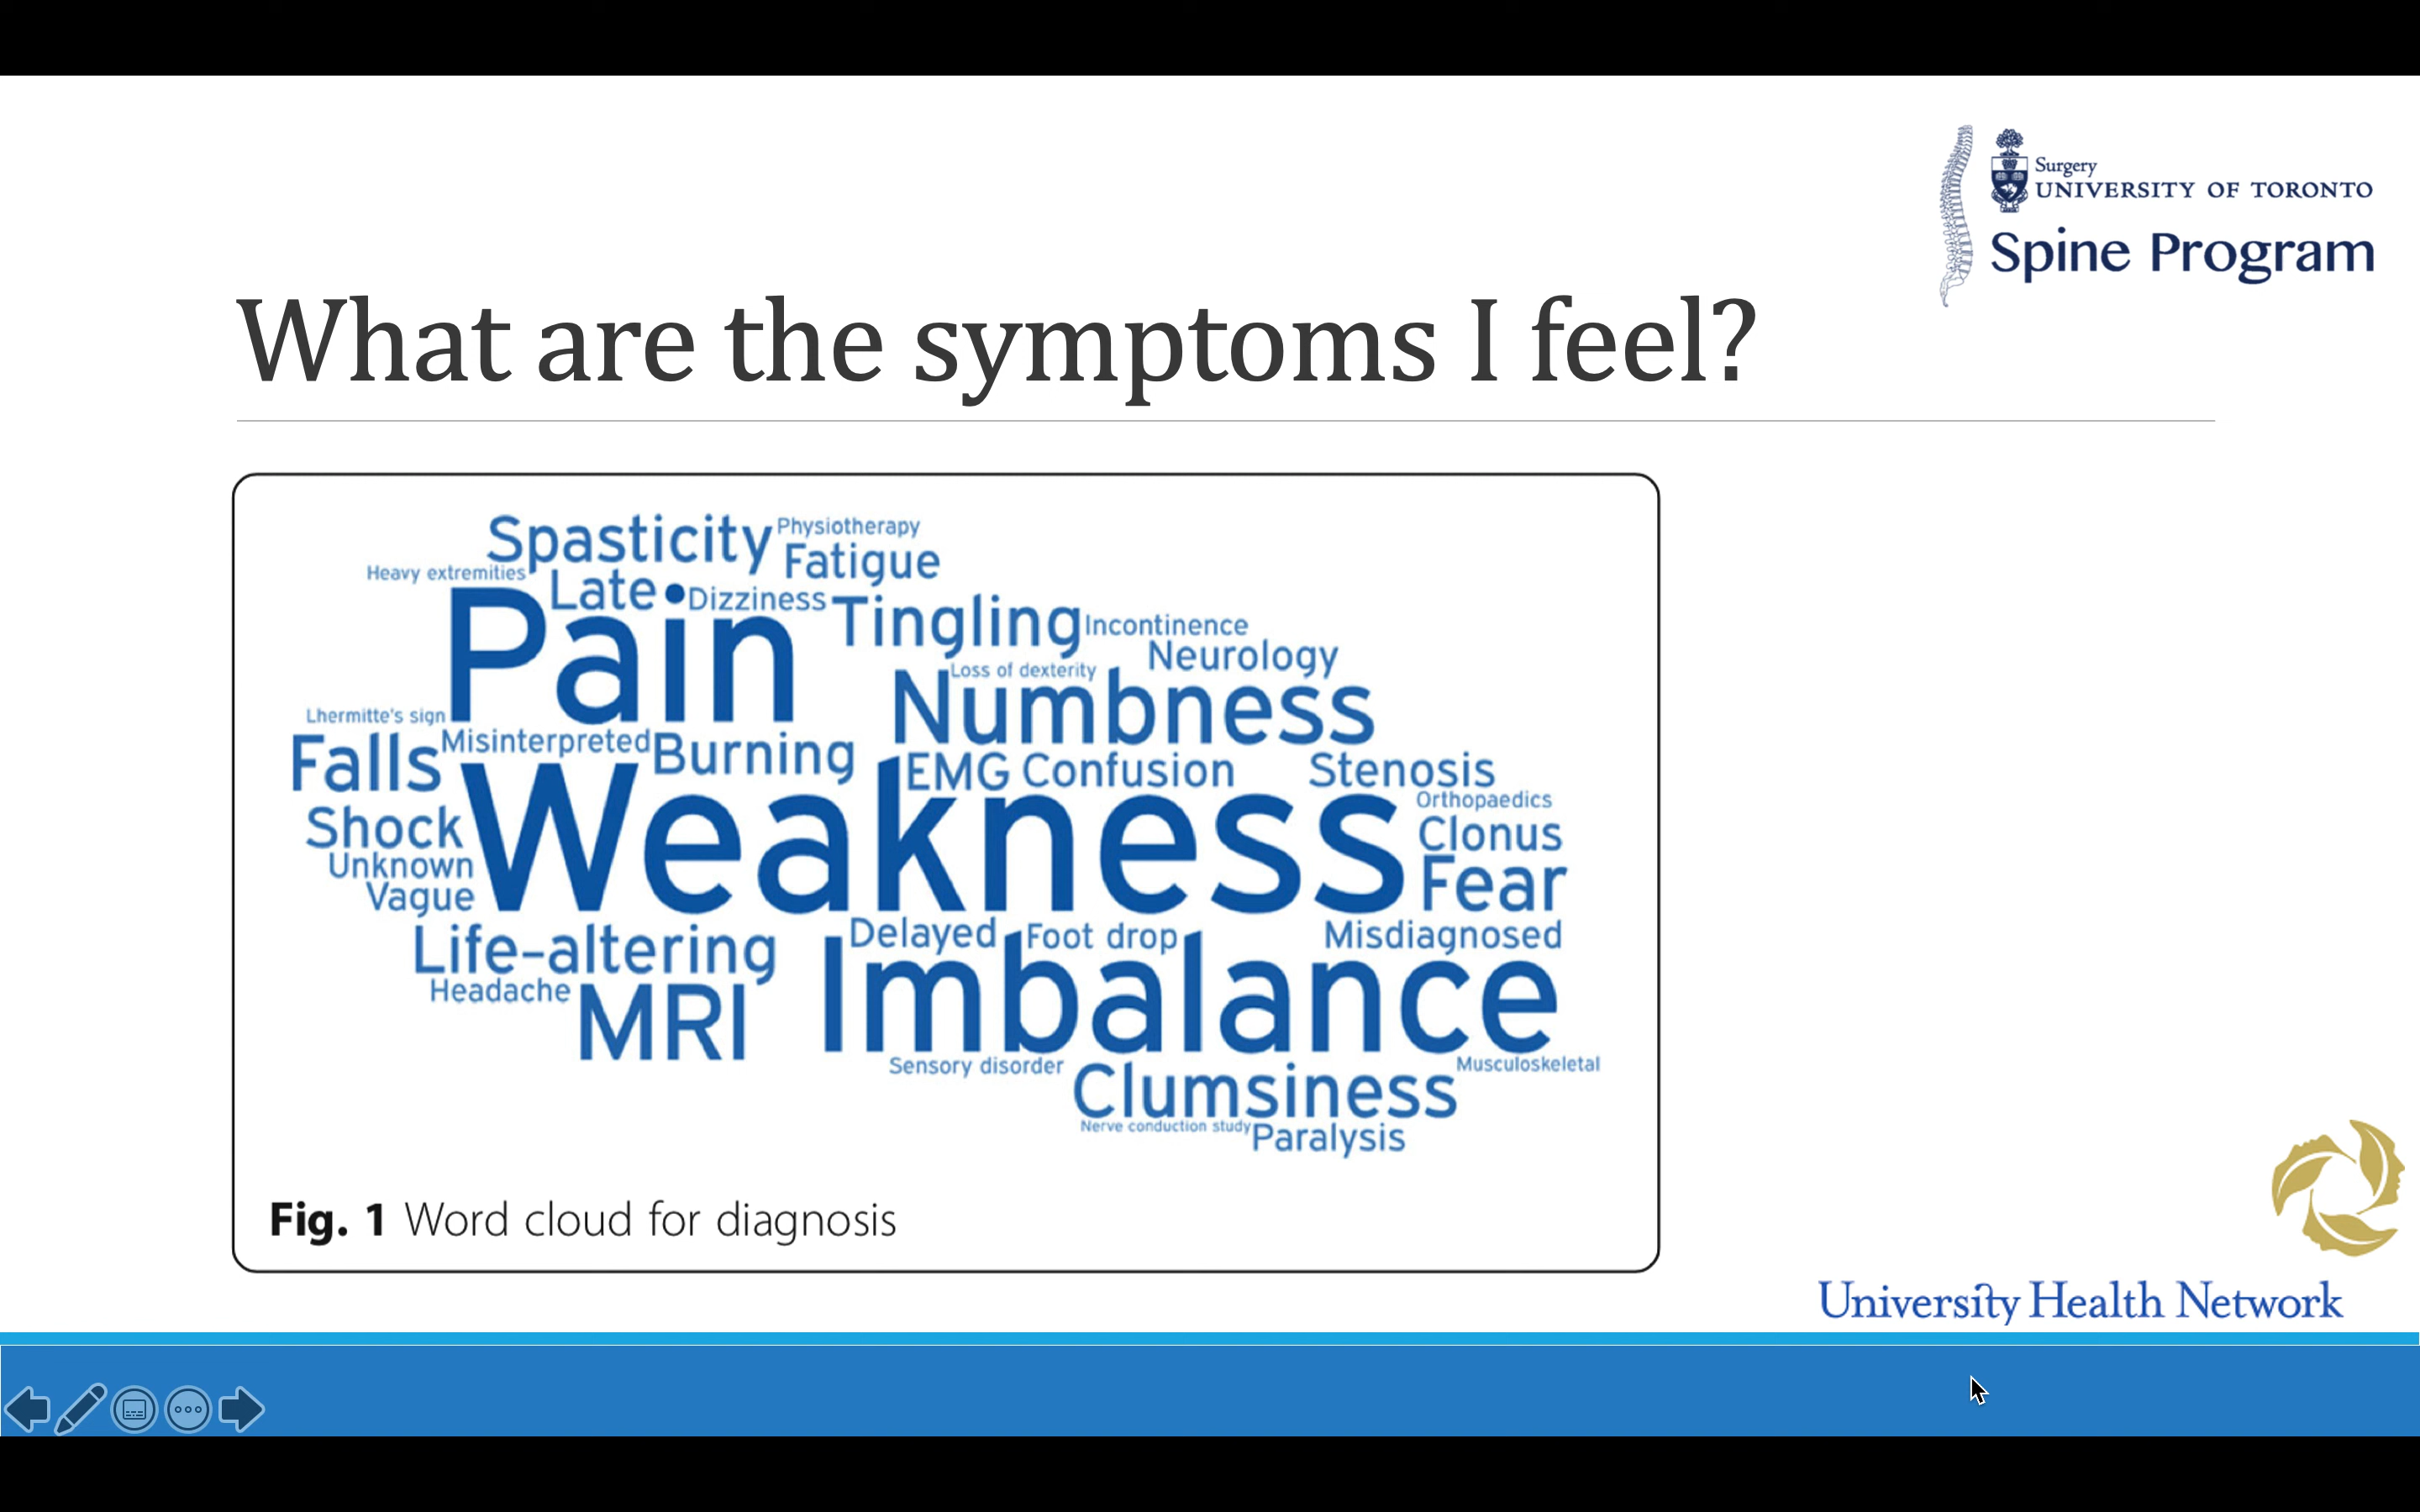 Surgery
UNIVERSITY OF TORONTO
Spine Program
What are the symptoms I feel?
Spasticity
Physiotherapy
Fatigue
Heavy extremities
Late
Dizziness
Pain
Tingling
Incontinence
Neurology
Loss of dexterity
Numbness
Lhermitte's sign
Misinterpreted
Falls
Burning
EMG
Confusion
Stenosis
Orthopaedics
Shock
Weakness
Clonus
Unknown
Fear
Vague
Life-altering
Delayed
Foot drop
Misdiagnosed
Headache
MRI
Imbalance
Sensory disorder
Musculoskeletal
Clumsiness
Nerve conduction study
Paralysis
Fig. 1 Word cloud for diagnosis
University Health Network